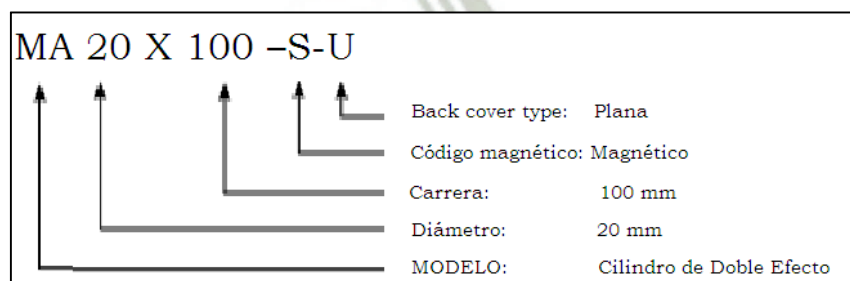 MA 20 X 100 –S-U
Back cover type: Plana
Código magnético: Magnético
Carrera: 100 mm
Diámetro: 20 mm
MODELO: Cilindro de Doble Efecto